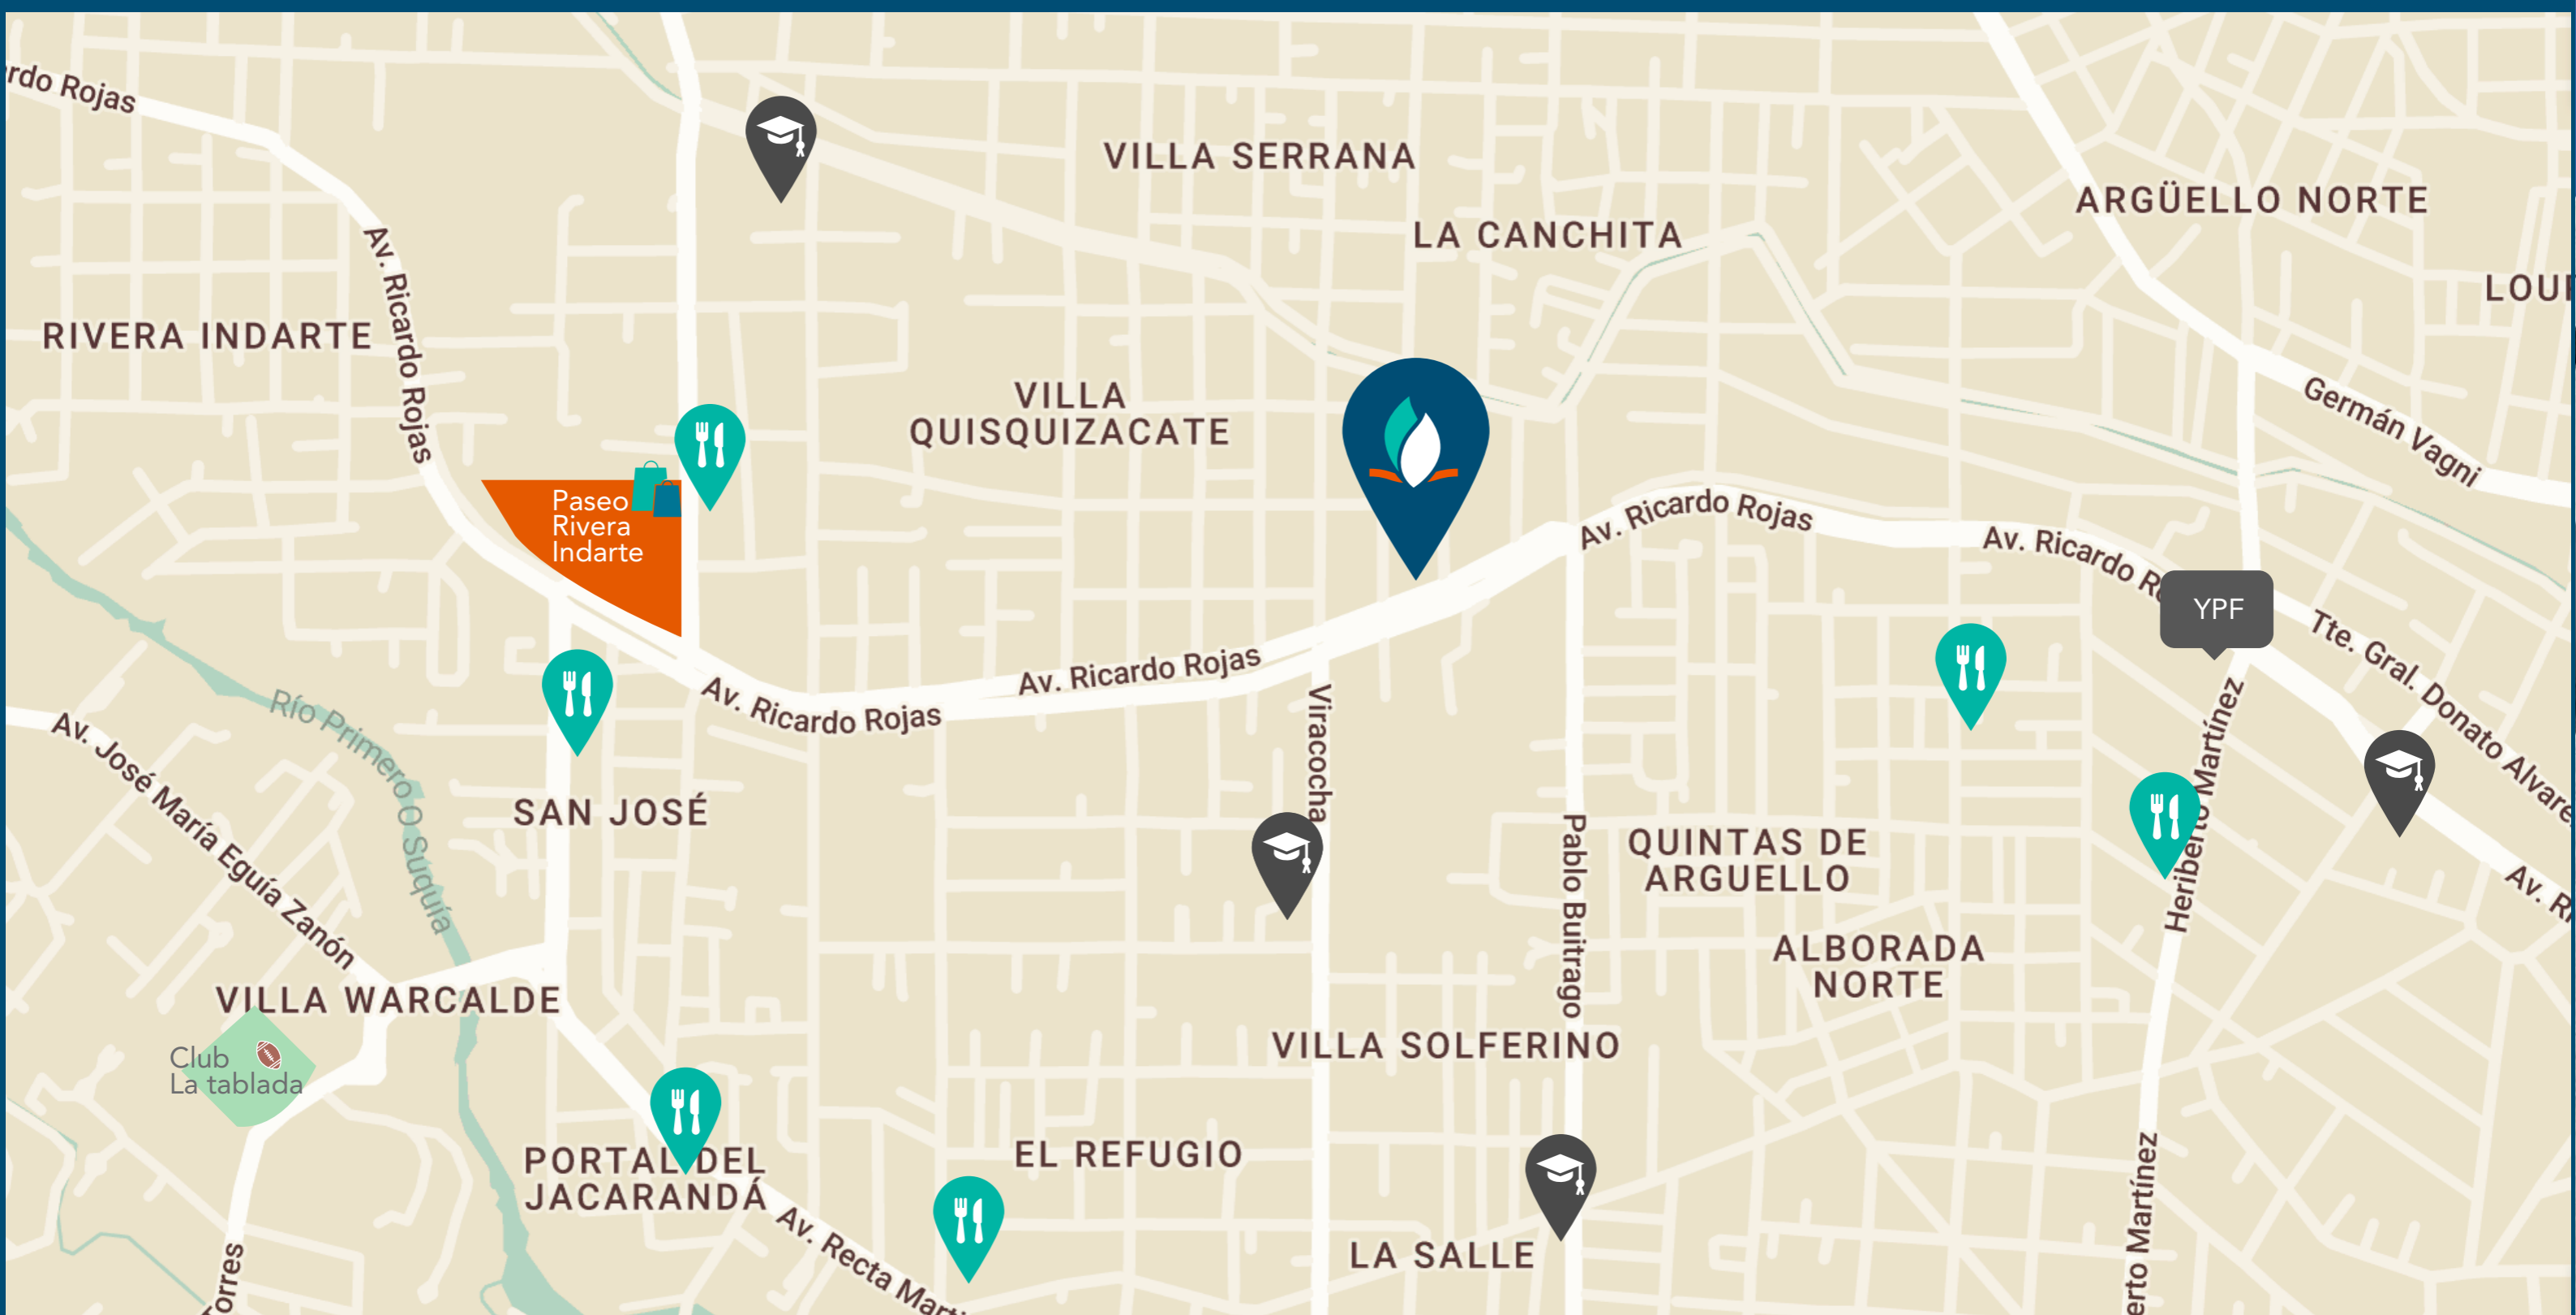 rdo Rojas
VILLA SERRANA
ARGÜELLO NORTE
LA CANCHITA
LOUR
Av. Ricardo Rojas
RIVERA INDARTE
VILLA
QUISQUIZACATE
Germán Vagni
Paseo
Rivera
Indarte
Av. Ricardo Rojas
Av. Ricardo R
YPF
Tte. Gral. Donato Alvare
Av. Ricardo Rojas
Av. Ricardo Rojas
Río Primero O Suquía
Av. José María Eguía Zanón
Viracocha
Heriberto Martínez
SAN JOSÉ
Pablo Buitrago
QUINTAS DE
ARGUELLO
Av. Ri
ALBORADA
NORTE
VILLA WARCALDE
VILLA SOLFERINO
Club
La tablada
EL REFUGIO
PORTAL DEL
JACARANDÁ
Av. Recta Marti
LA SALLE
erto Martínez
orres